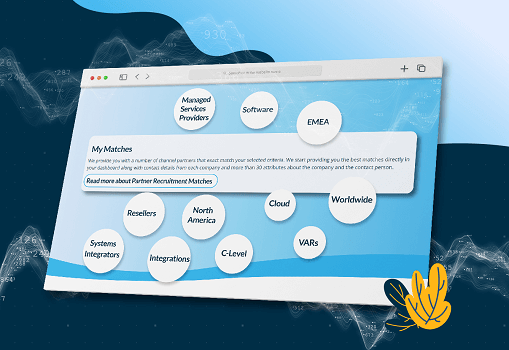 Managed
Services
Providers
Software
EMEA
My Matches
We provide you with a number of channel partners that exact match your selected criteria. We start providing you the best matches directly in
your dashboard along with contact details from each company and more than 30 attributes about the company and the contact person.
Read more about Partner Recruitment Matches
Resellers
North
America
Cloud
Worldwide
Systems
Integrators
Integrations
C-Level
VARs